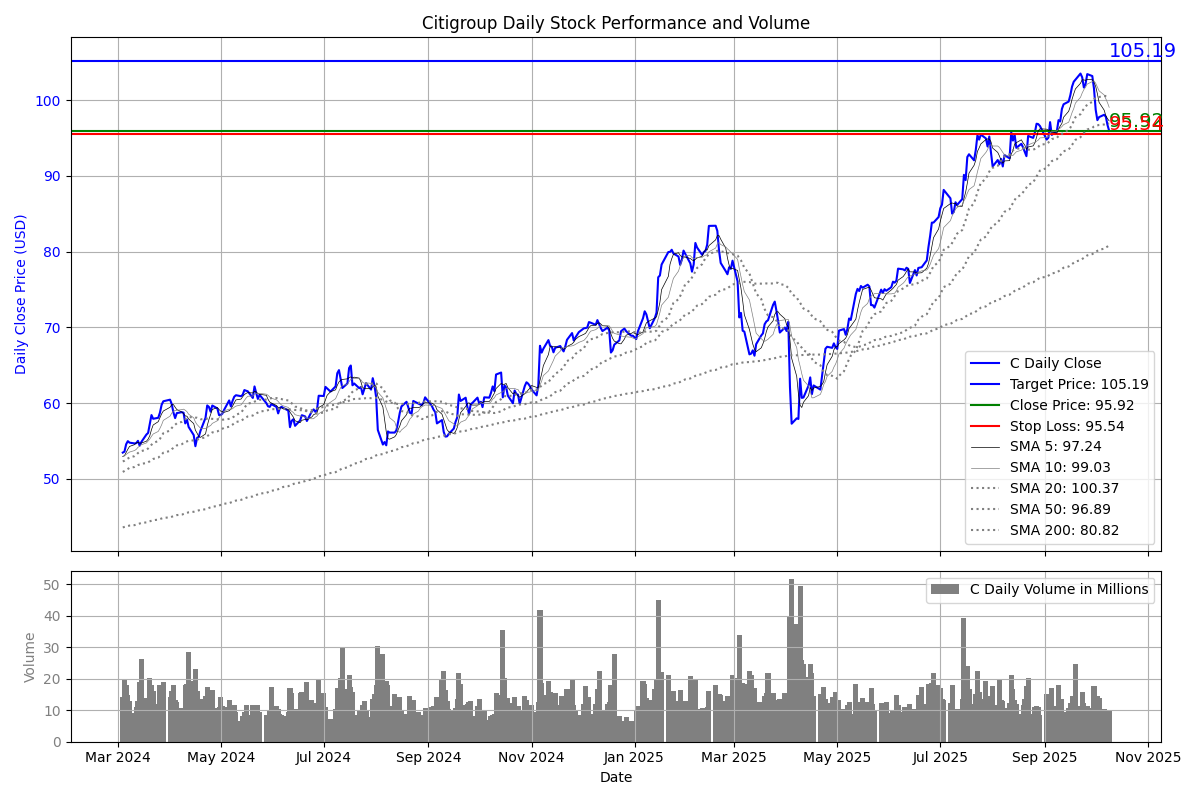 Citigroup Daily Stock Performance and Volume
Daily Close Price (USD)
100
90
80
70
60
50
105.19
95.92
95.54
C Daily Close
Target Price: 105.19
Close Price: 95.92
Stop Loss: 95.54
SMA 5: 97.24
SMA 10: 99.03
SMA 20: 100.37
SMA 50: 96.89
SMA 200: 80.82
Volume
50
40
30
20
10
0
C Daily Volume in Millions
Mar 2024 May 2024 Jul 2024 Sep 2024 Nov 2024 Jan 2025 Mar 2025 May 2025 Jul 2025 Sep 2025 Nov 2025
Date